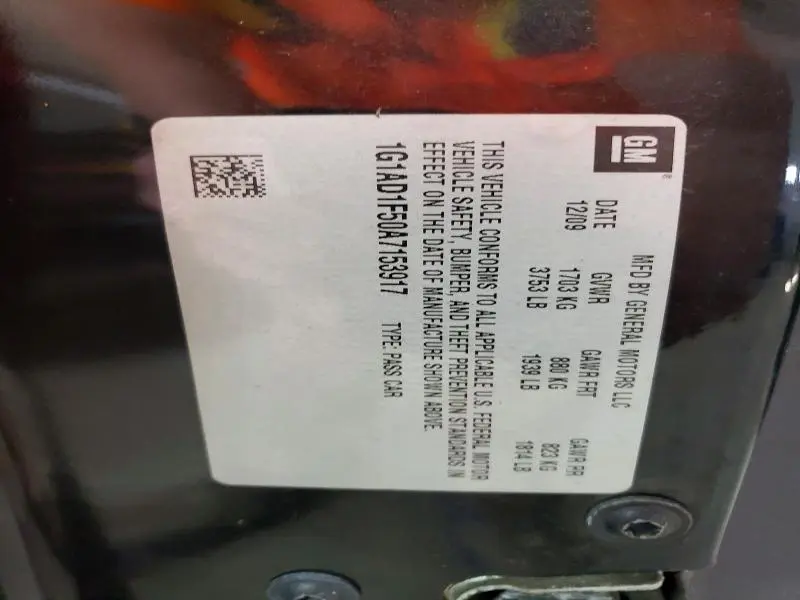 GM
MFD BY GENERAL MOTORS LLC
DATE GVWR GAWR FRT GAWR RR
12/09 1703 KG 880 KG 823 KG
3753 LB 1939 LB 1814 LB
THIS VEHICLE CONFORMS TO ALL APPLICABLE U.S. FEDERAL MOTOR
VEHICLE SAFETY, BUMPER, AND THEFT PREVENTION STANDARDS IN
EFFECT ON THE DATE OF MANUFACTURE SHOWN ABOVE.
1G1AD1F50A7153917 TYPE: PASS CAR